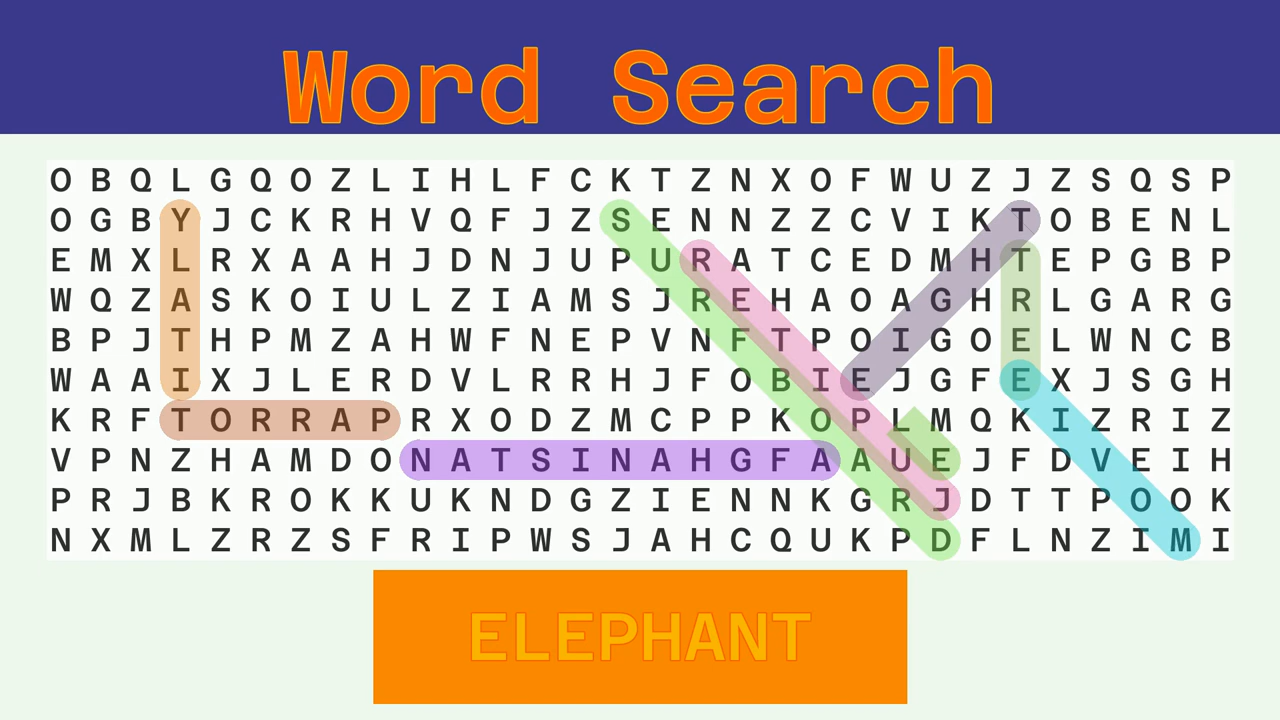 Word Search
O B Q L G Q O Z L I H L F C K T Z N X O F W U Z J Z S Q S P
O G B Y J C K R H V Q F J Z S E N N Z Z C V I K T O B E N L
E M X L R X A A H J D N J U P U R A T C E D M H T E P G B P
W Q Z A S K O I U L Z I A M S J R E H A O A G H R L G A R G
B P J T H P M Z A H W F N E P V N F T P O I G O E L W N C B
W A A I X J L E R D V L R R H J F O B I E J G F E X J S G H
K R F T O R R A P R X O D Z M C P P K O P L M Q K I Z R I Z
V P N Z H A M D O N A T S I N A H G F A A U E J F D V E I H
P R J B K R O K K U K N D G Z I E N N K G R J D T T P O O K
N X M L Z R Z S F R I P W S J A H C Q U K P D F L N Z I M I
ELEPHANT